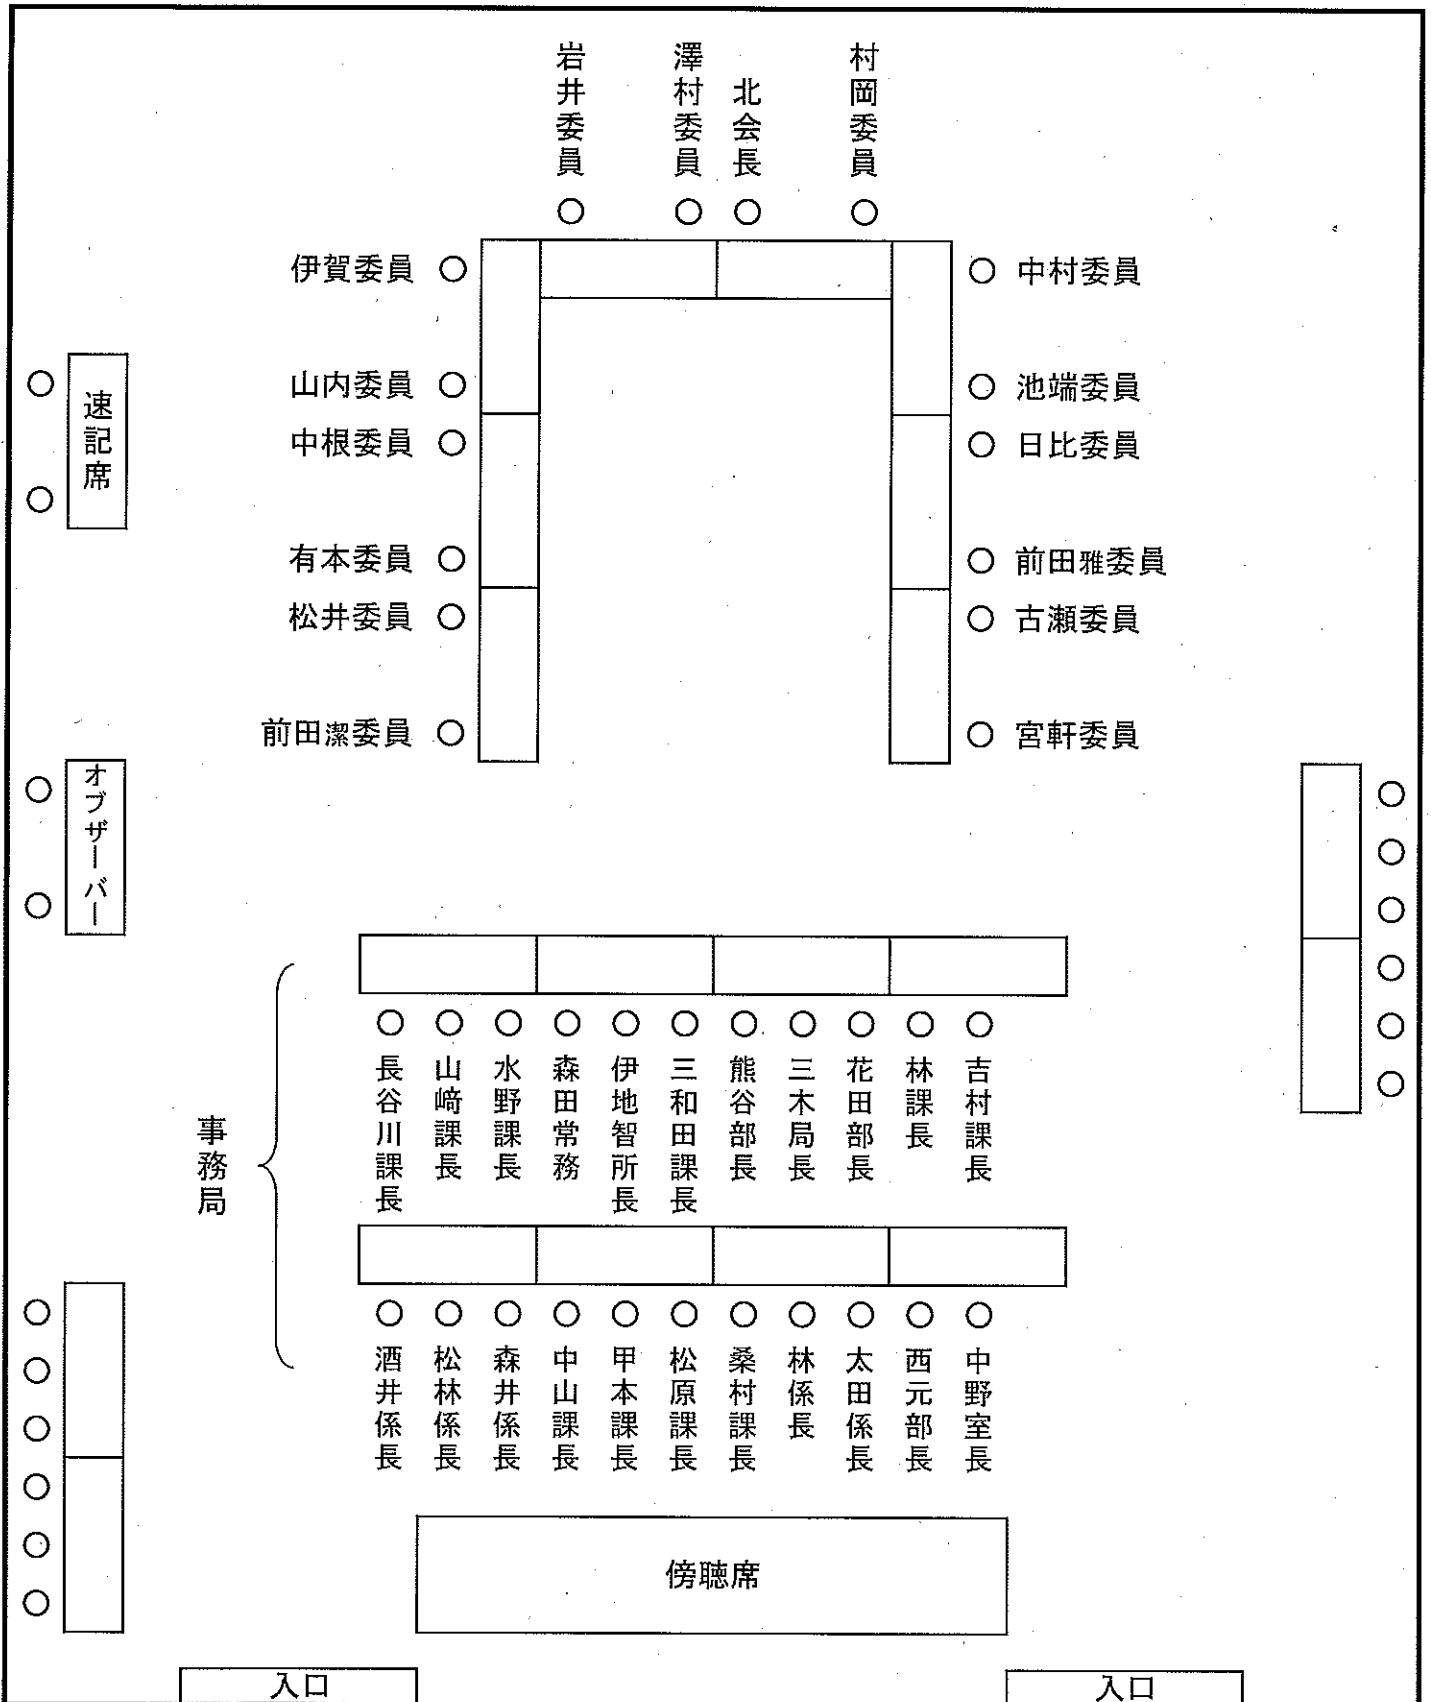 岩井委員
澤村委員
北会長
村岡委員
伊賀委員
中村委員
山内委員
池端委員
中根委員
日比委員
有本委員
前田雅委員
松井委員
古瀬委員
前田潔委員
宮軒委員
速記席
オブザーバー
事務局
長谷川課長
山﨑課長
水野課長
森田常務
伊地智所長
三和田課長
熊谷部長
三木局長
花田部長
林課長
吉村課長
酒井係長
松林係長
森井係長
中山課長
甲本課長
松原課長
桑村課長
林係長
太田係長
西元部長
中野室長
傍聴席
入口
入口